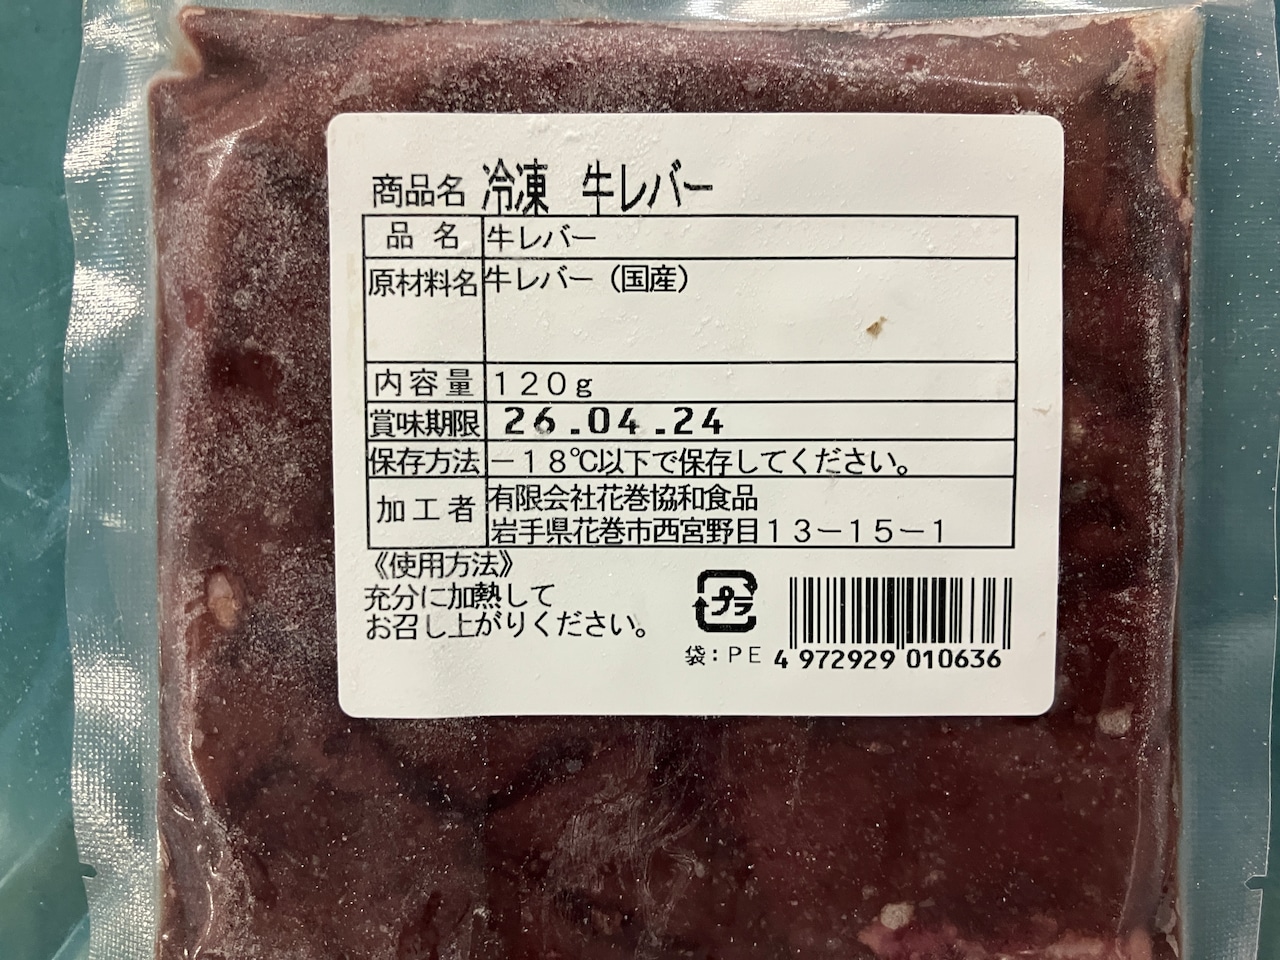 商品名 冷凍 牛レバー
品名 牛レバー
原材料名 牛レバー（国産）
内容量 １２０ｇ
賞味期限 26.04.24
保存方法 －１８℃以下で保存してください。
加工者 有限会社花巻協和食品
岩手県花巻市西宮野目１３－１５－１
《使用方法》
充分に加熱して
お召し上がりください。
プラ
袋：ＰＥ
4 972929 010636